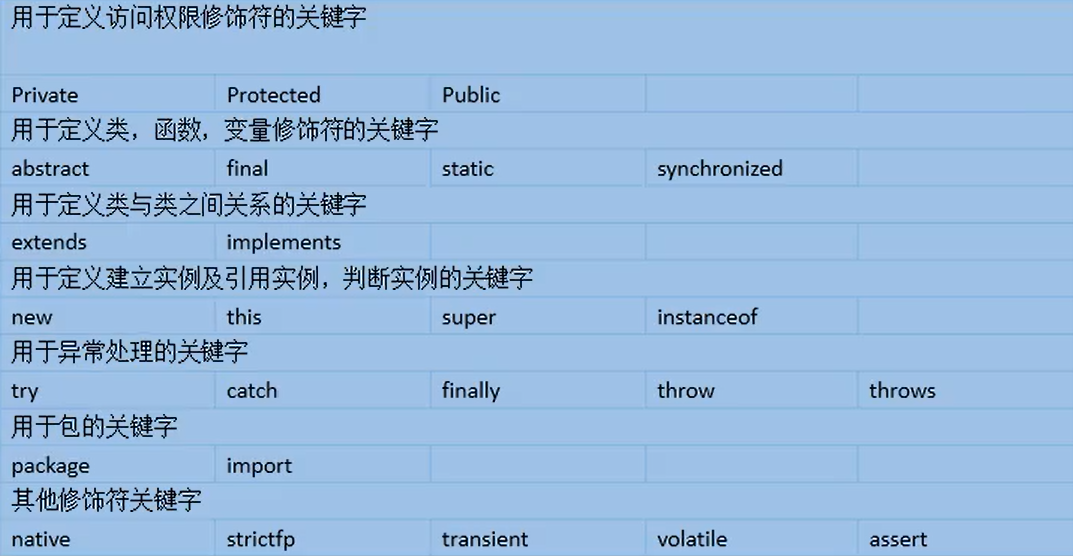 用于定义访问权限修饰符的关键字
Private Protected Public
用于定义类，函数，变量修饰符的关键字
abstract final static synchronized
用于定义类与类之间关系的关键字
extends implements
用于定义建立实例及引用实例，判断实例的关键字
new this super instanceof
用于异常处理的关键字
try catch finally throw throws
用于包的关键字
package import
其他修饰符关键字
native strictfp transient volatile assert